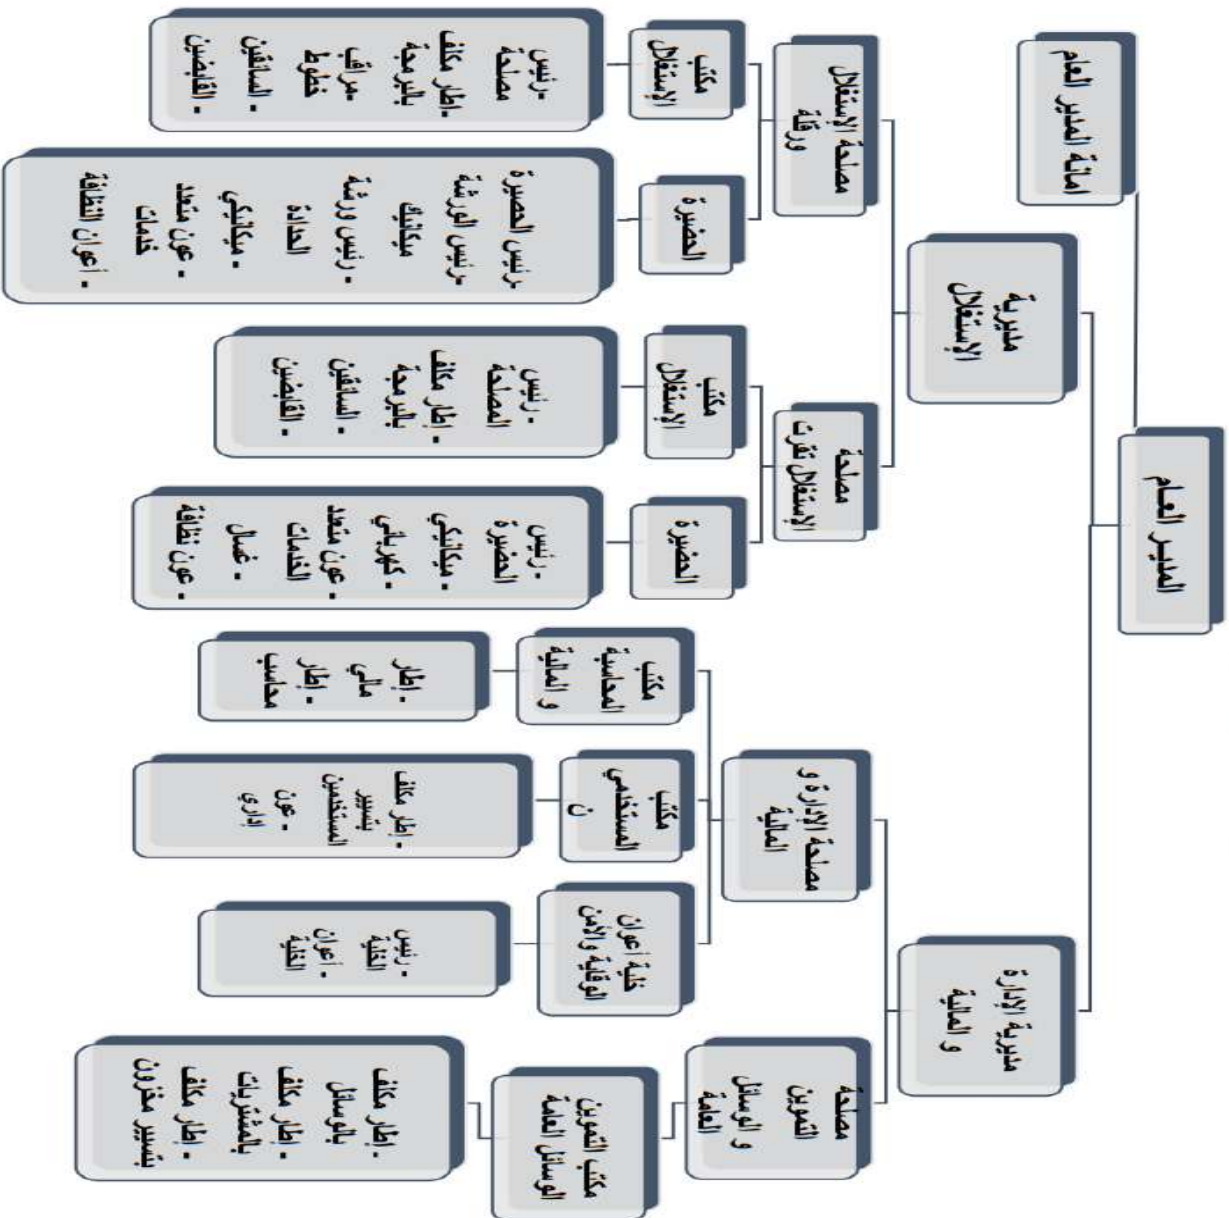 المدير العام
امانة المدير العام
مديرية
الإستغلال
مديرية الإدارة
و المالية
مصلحة الإستغلال
ورقلة
مصلحة
الإستغلال تقرت
مصلحة الإدارة و
المالية
مصلحة
التموين
و الوسائل
العامة
مكتب
الإستغلال
الحضيرة
مكتب
الإستغلال
الحضيرة
مكتب
المحاسبة
و المالية
مكتب
المستخدمي
ن
خلية أعوان
الوقاية والأمن
مكتب التموين
الوسائل العامة
-رئيس
مصلحة
-إطار مكلف
بالبرمجة
-مراقب
خطوط
- السائقين
- القابضين
-رئيس الحصيرة
-رئيس الورشة
ميكانيك
- رئيس ورشة
الحدادة
- ميكانيكي
- عون متعدد
خدمات
- أعوان النظافة
- رئيس
المصلحة
- إطار مكلف
بالبرمجة
- السائقين
- القابضين
- رئيس
الحضيرة
- ميكانيكي
- كهربائي
- عون متعدد
الخدمات
- غسال
- عون نظافة
- إطار
مالي
- إطار
محاسب
- إطار مكلف
بتسيير
المستخدمين
- عون
إداري
- رئيس
الخلية
- أعوان
الخلية
- إطار مكلف
بالوسائل
- إطار مكلف
بالمشتريات
- إطار مكلف
بتسيير مخزون